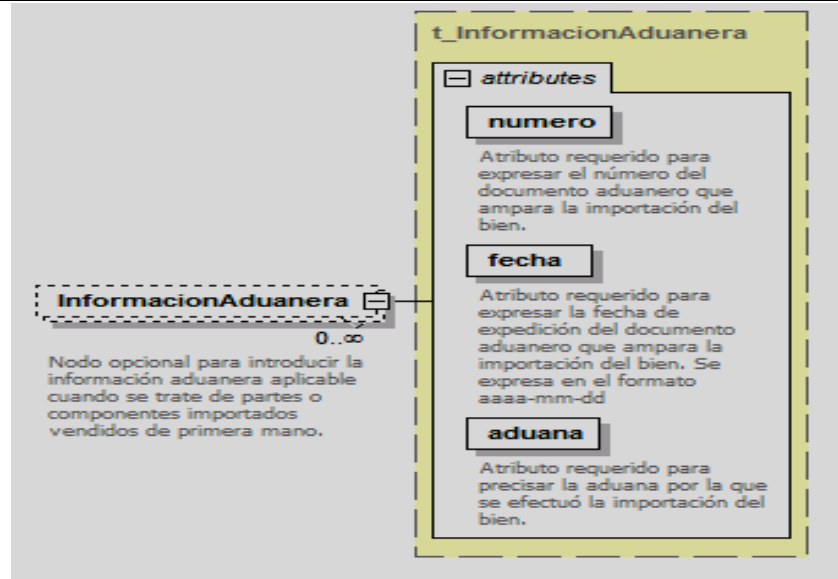 t_InformacionAduanera
attributes
numero
Atributo requerido para
expresar el número del
documento aduanero que
ampara la importación del
bien.
fecha
Atributo requerido para
expresar la fecha de
expedición del documento
aduanero que ampara la
importación del bien. Se
expresa en el formato
aaaa-mm-dd
InformacionAduanera
0..∞
Nodo opcional para introducir la
información aduanera aplicable
cuando se trate de partes o
componentes importados
vendidos de primera mano.
aduana
Atributo requerido para
precisar la aduana por la que
se efectuó la importación del
bien.